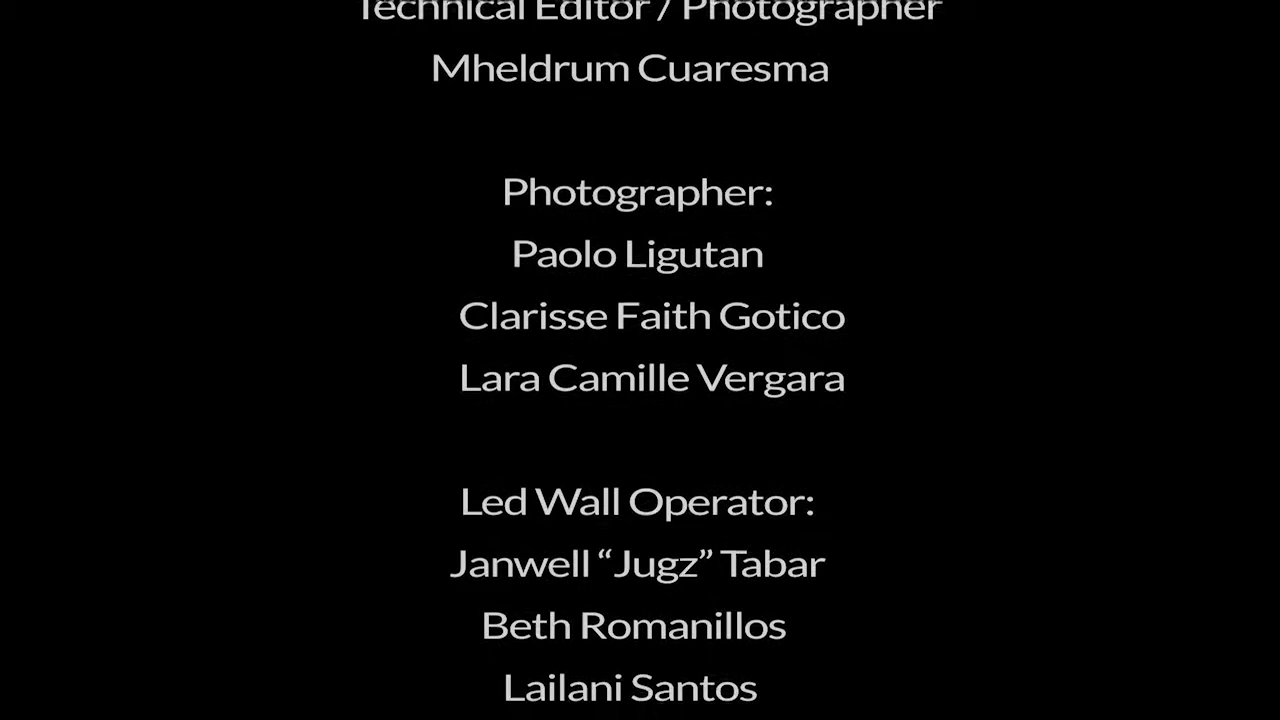 Technical Editor / Photographer
Mheldrum Cuaresma
Photographer:
Paolo Ligutan
Clarisse Faith Gotico
Lara Camille Vergara
Led Wall Operator:
Janwell “Jugz” Tabar
Beth Romanillos
Lailani Santos